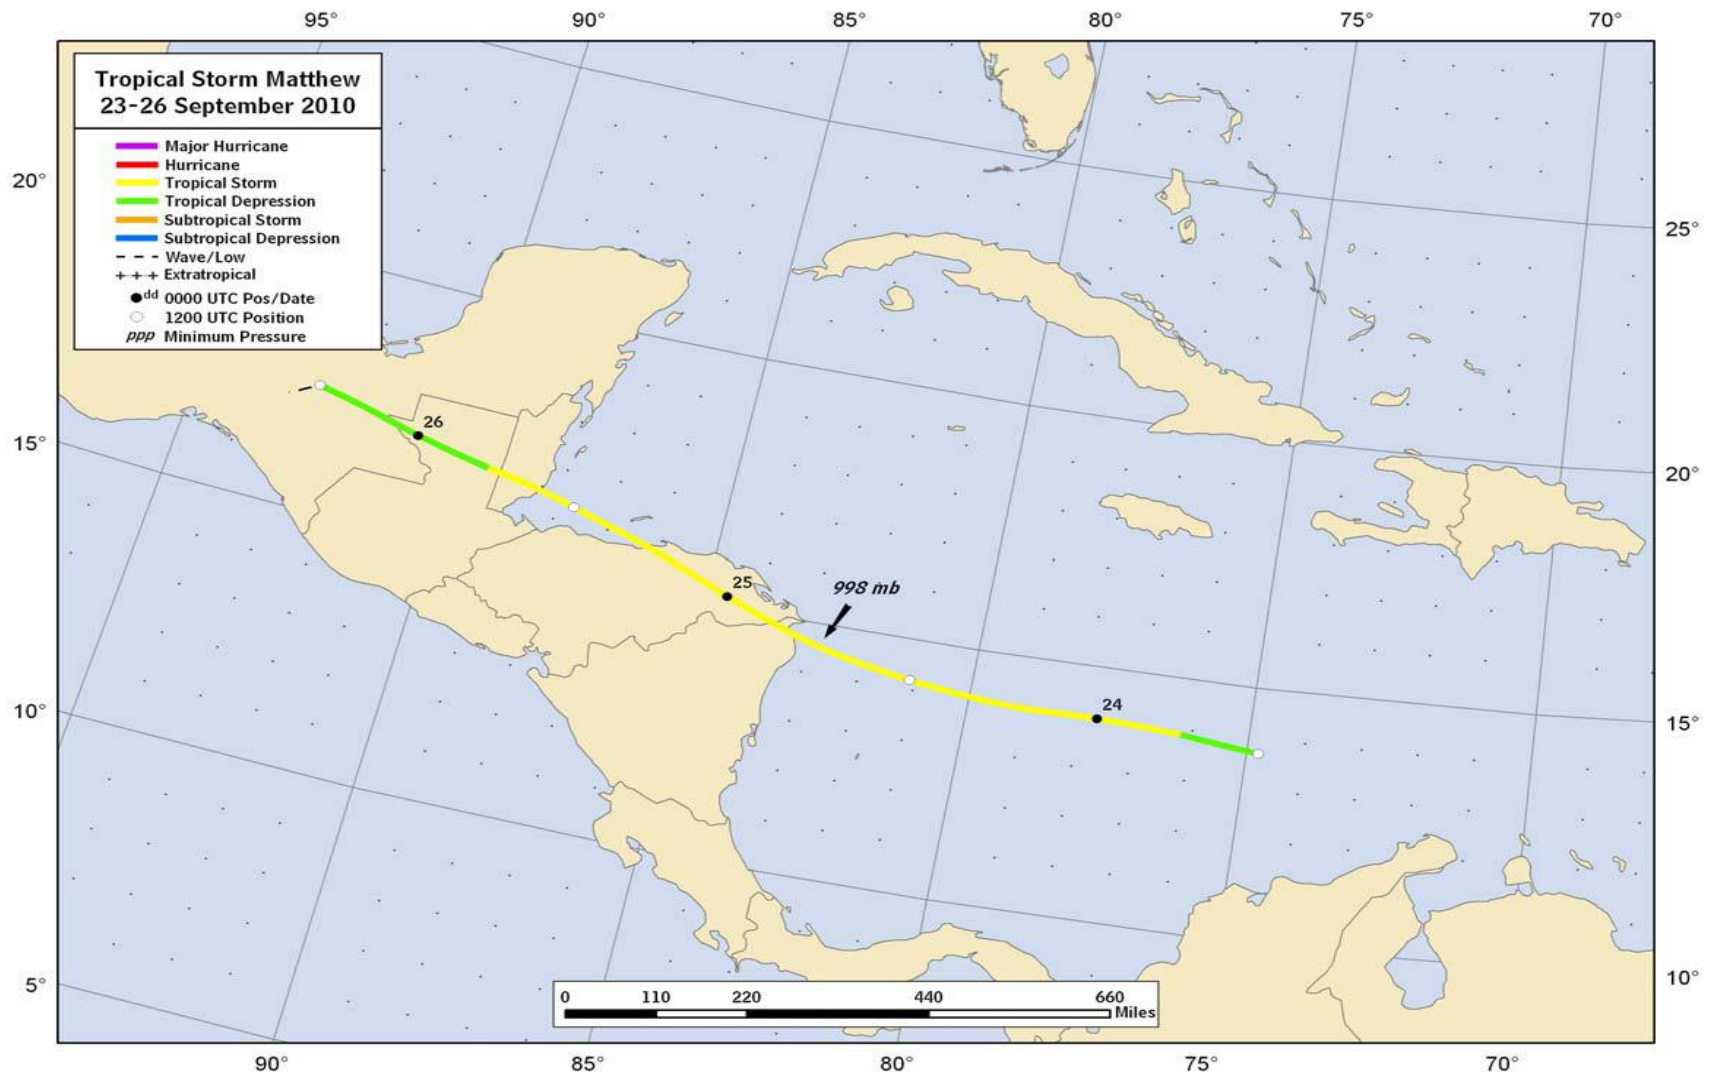 95° 90° 85° 80° 75° 70°
Tropical Storm Matthew
23-26 September 2010
Major Hurricane
Hurricane
Tropical Storm
Tropical Depression
Subtropical Storm
Subtropical Depression
Wave/Low
+++ Extratropical
dd 0000 UTC Pos/Date
1200 UTC Position
ppp Minimum Pressure
20°
25°
26
15°
20°
25
998 mb
24
10°
15°
5°
10°
0 110 220 440 660
Miles
90° 85° 80° 75° 70°